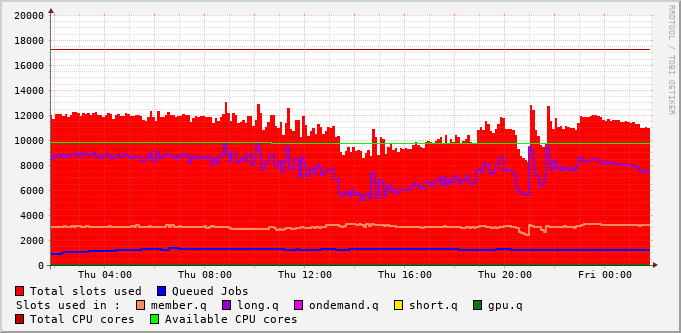 20000
18000
16000
14000
12000
10000
8000
6000
4000
2000
0
Thu 04:00 Thu 08:00 Thu 12:00 Thu 16:00 Thu 20:00 Fri 00:00
RRDTOOL / TOBI OETIKER
Total slots used Queued Jobs
Slots used in : member.q long.q ondemand.q short.q gpu.q
Total CPU cores Available CPU cores